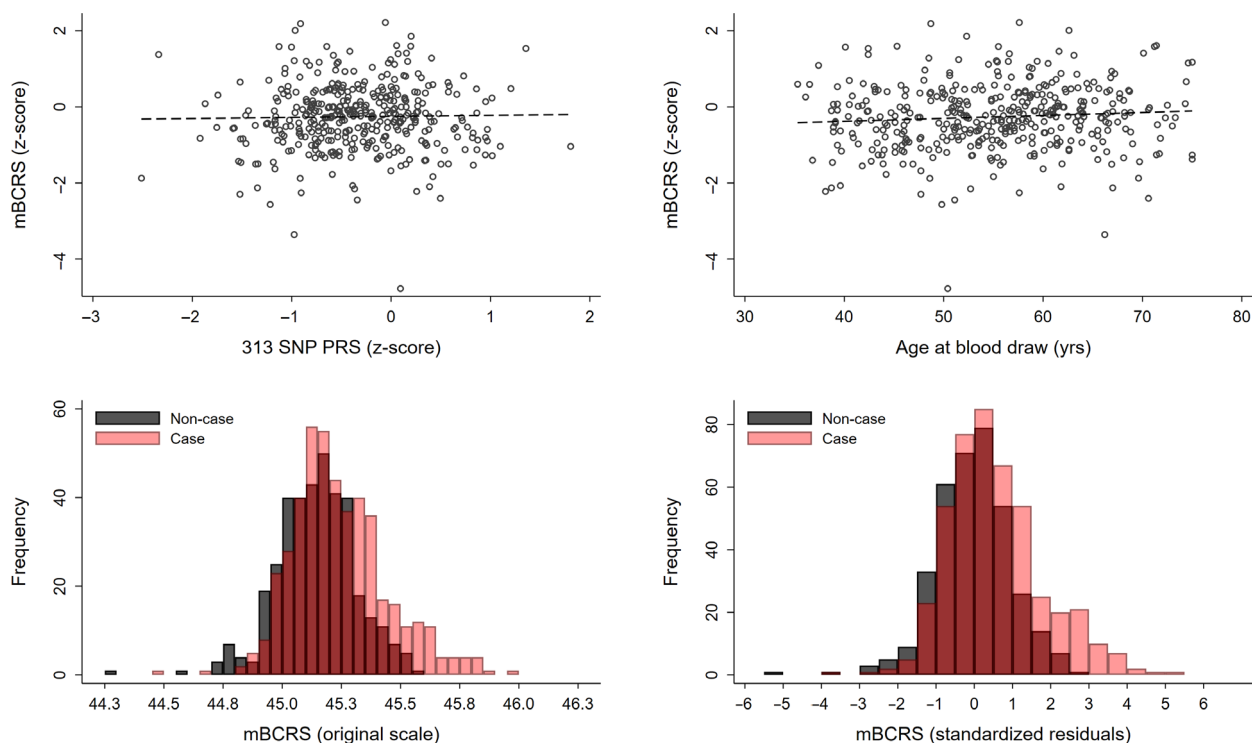 2
0
−2
−4
mBCRS (z-score)
−3 −2 −1 0 1 2
313 SNP PRS (z-score)
2
0
−2
−4
mBCRS (z-score)
30 40 50 60 70 80
Age at blood draw (yrs)
60
40
20
0
Frequency
Non-case
Case
44.3 44.5 44.8 45.0 45.3 45.5 45.8 46.0 46.3
mBCRS (original scale)
80
60
40
20
0
Frequency
Non-case
Case
−6 −5 −4 −3 −2 −1 0 1 2 3 4 5 6
mBCRS (standardized residuals)